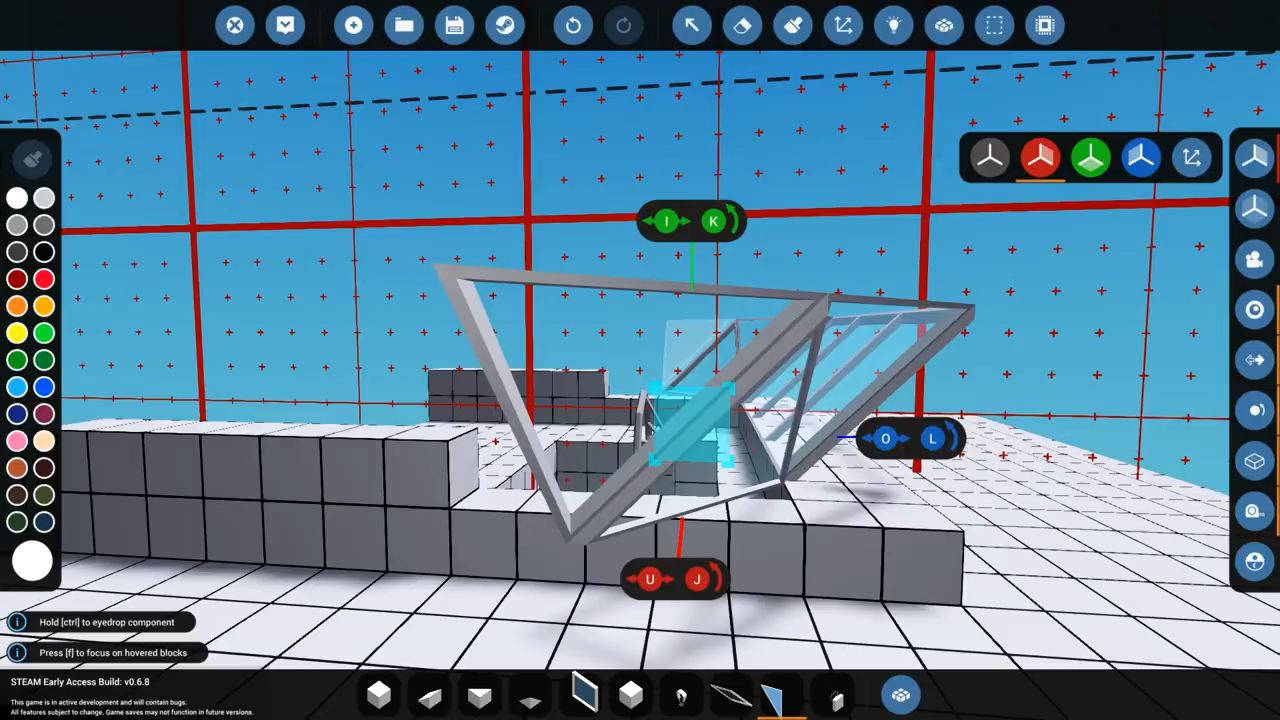 I K
O L
U J
Hold [ctrl] to eyedrop component
Press [f] to focus on hovered blocks
STEAM Early Access Build: v0.6.8
This game is in active development and will contain bugs.
All features subject to change. Game saves may not function in future versions.